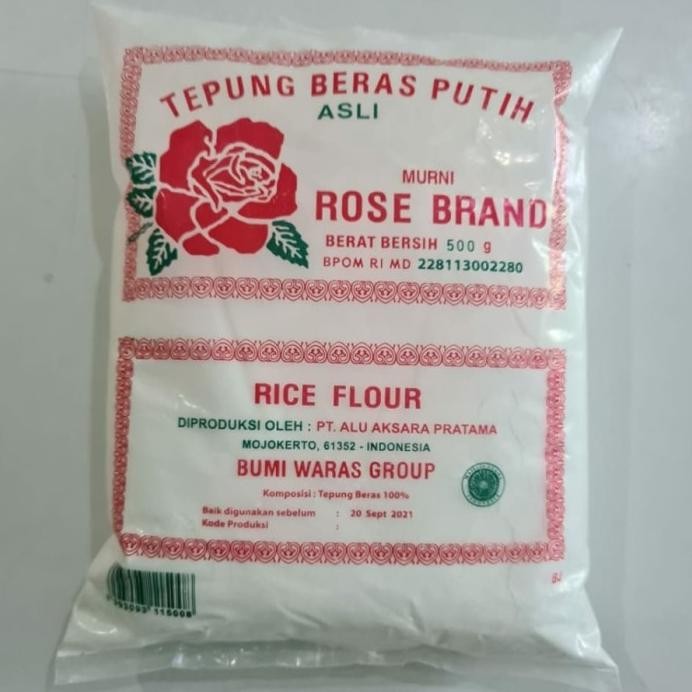 TEPUNG BERAS PUTIH
ASLI
MURNI
ROSE BRAND
BERAT BERSIH 500 g
BPOM RI MD 228113002280
RICE FLOUR
DIPRODUKSI OLEH : PT. ALU AKSARA PRATAMA
MOJOKERTO, 61352 - INDONESIA
BUMI WARAS GROUP
Komposisi : Tepung Beras 100%
Baik digunakan sebelum : 20 Sept 2021
Kode Produksi :